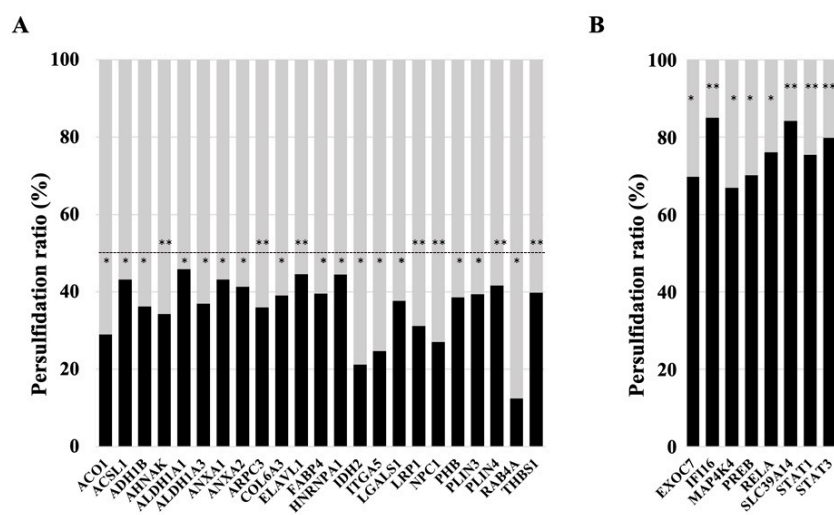 A
Persulfidation ratio (%)
100
80
60
40
20
0
** ** ** ** ** ** **
* * * * * * * * * * * * * * * *
ACO1
ACSL1
ADH1B
AHNAK
ALDH1A1
ALDH1A3
ANXA1
ANXA2
ARPC3
COL6A3
ELAVL1
FABP4
HNRNPA1
IDH2
ITGA5
LGALS1
LRP1
NPC1
PHB
PLIN3
PLIN4
RAB4A
THBS1
B
Persulfidation ratio (%)
100
80
60
40
20
0
* ** * * * ** ** **
EXOC7
IFI16
MAP4K4
PREB
RELA
SLC39A14
STAT1
STAT3